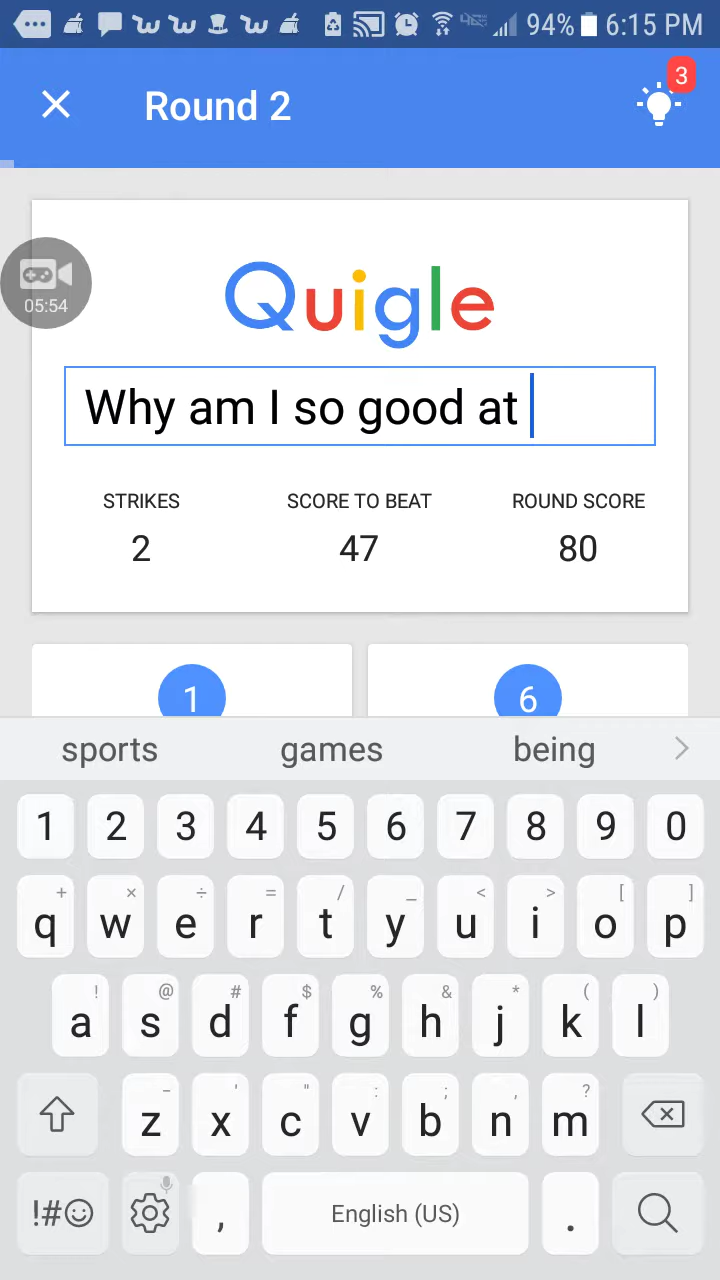 94% 6:15 PM
Round 2
3
Quigle
05:54
Why am I so good at
STRIKES SCORE TO BEAT ROUND SCORE
2 47 80
1 6
sports games being
1 2 3 4 5 6 7 8 9 0
+ × ÷ = / _ < > [ ]
q w e r t y u i o p
! @ # $ % & * ( )
a s d f g h j k l
- ' " : ; , ?
z x c v b n m
!#☺ , English (US) .